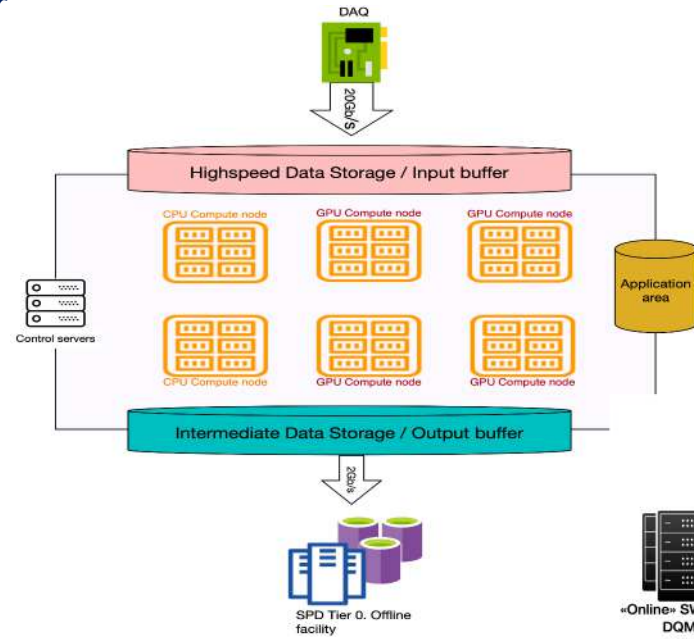 DAQ
20Gb/s
Highspeed Data Storage / Input buffer
CPU Compute node
GPU Compute node
GPU Compute node
Application
area
Control servers
CPU Compute node
GPU Compute node
GPU Compute node
Intermediate Data Storage / Output buffer
2Gb/s
SPD Tier 0. Offline
facility
«Online»
DQM